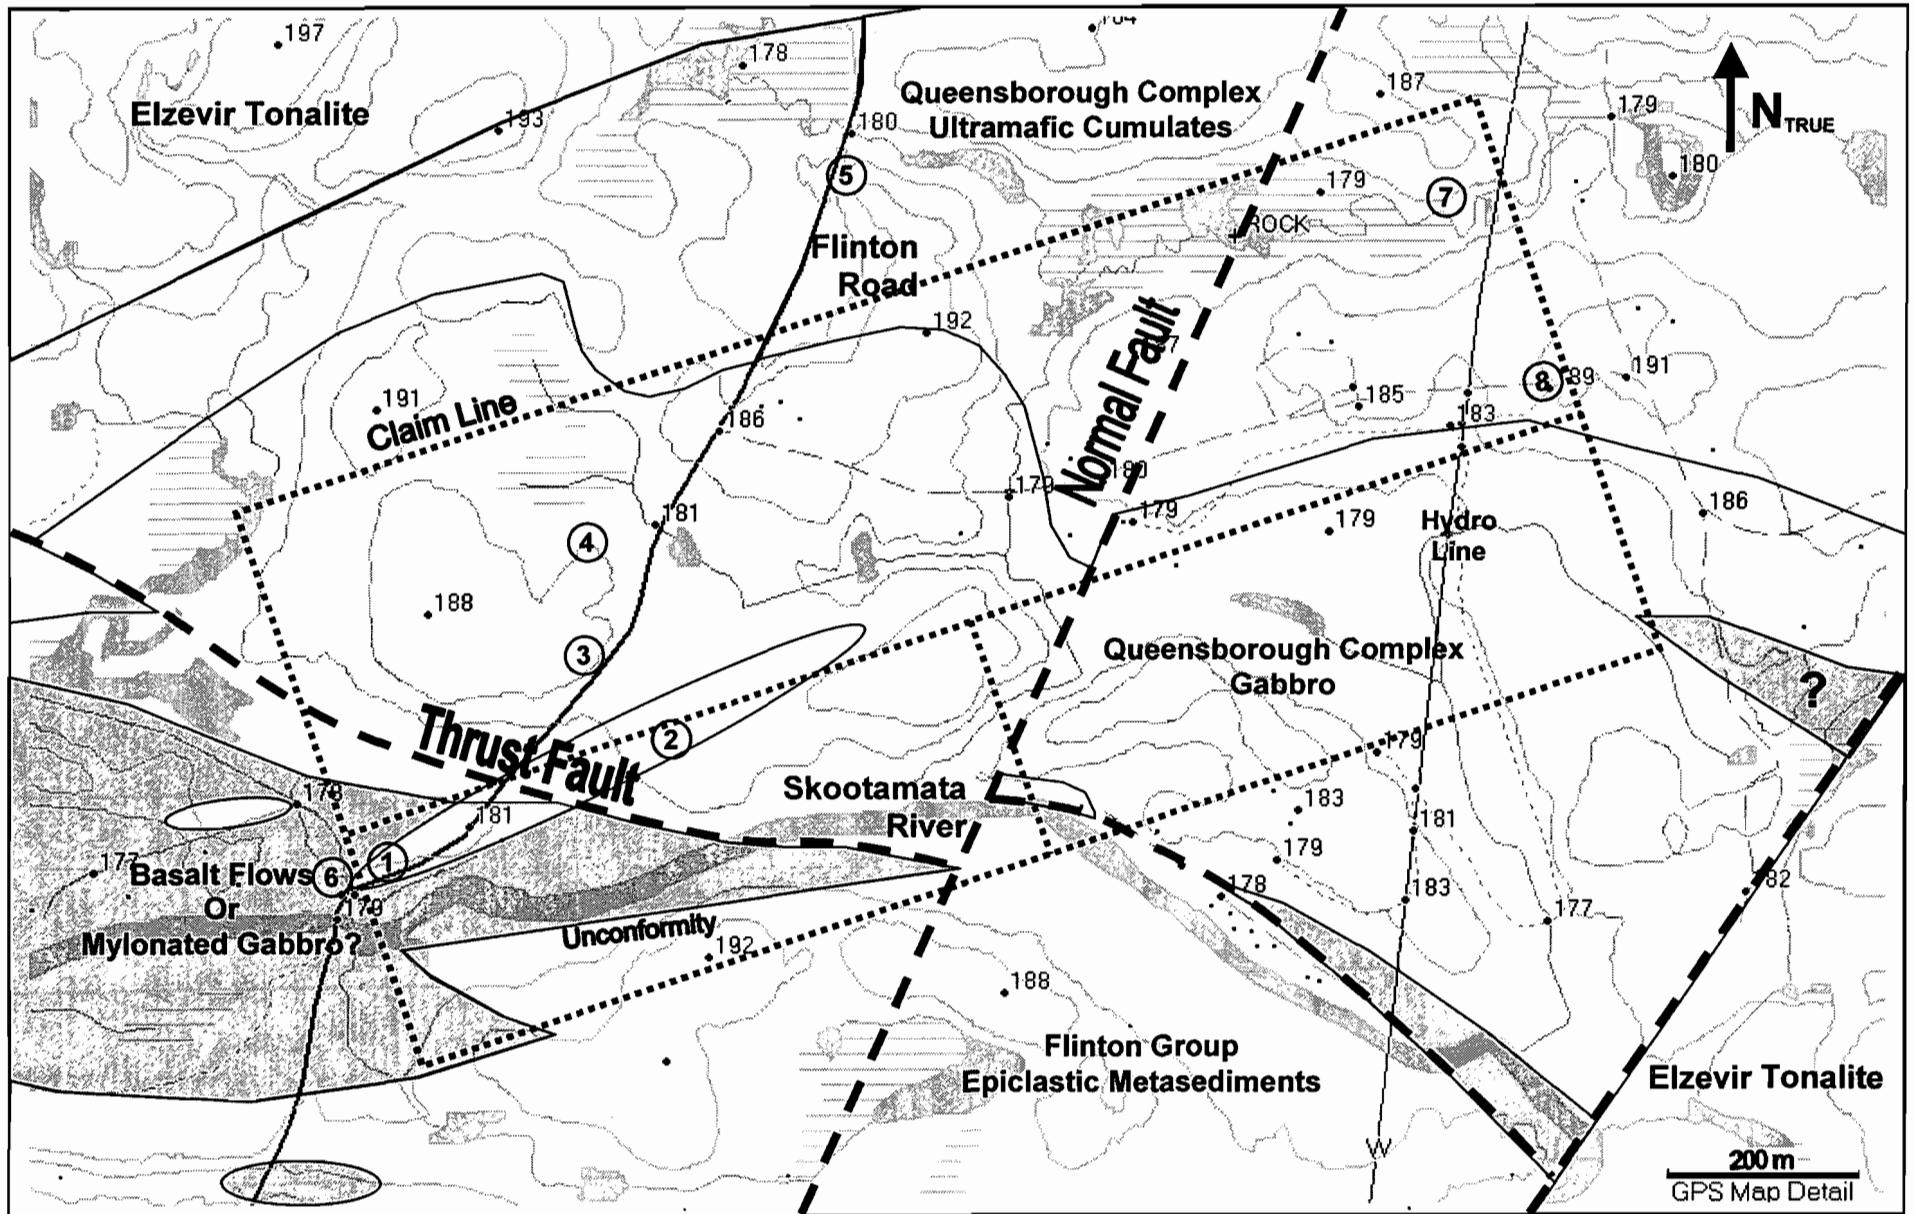 197
178
184
Elzevir Tonalite
193
180
Queensborough Complex
Ultramafic Cumulates
187
179
N TRUE
180
5
179
7
ROCK
Flinton
Road
192
191
Claim Line
186
Normal Fault
185
8
89
191
183
181
179
180
179
179
Hydro
Line
186
4
188
3
Queensborough Complex
Gabbro
?
Thrust Fault
2
179
Skootamata
River
178
181
183
181
179
177
Basalt Flows
Or
Mylonated Gabbro?
6
1
179
178
183
177
182
Unconformity
192
188
Flinton Group
Epiclastic Metasediments
Elzevir Tonalite
200 m
GPS Map Detail